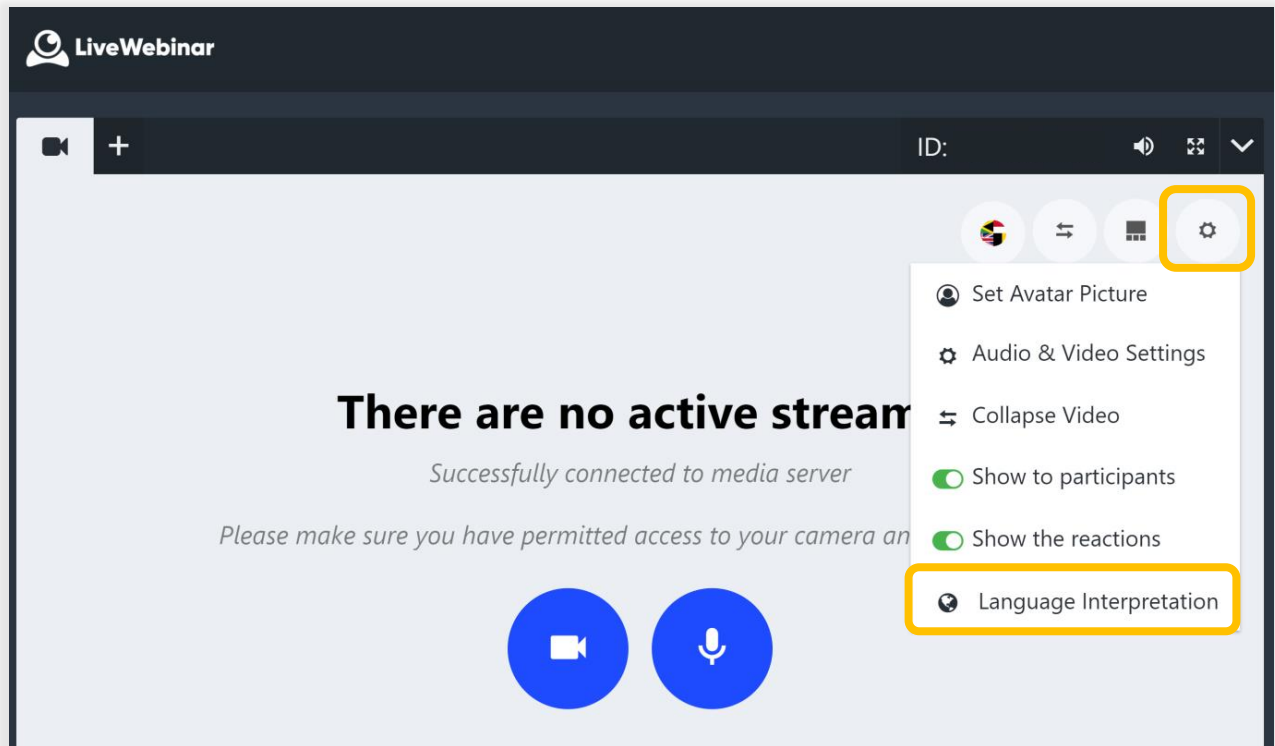 LiveWebinar
ID:
Set Avatar Picture
Audio & Video Settings
There are no active stream
Collapse Video
Successfully connected to media server
Show to participants
Please make sure you have permitted access to your camera an
Show the reactions
Language Interpretation